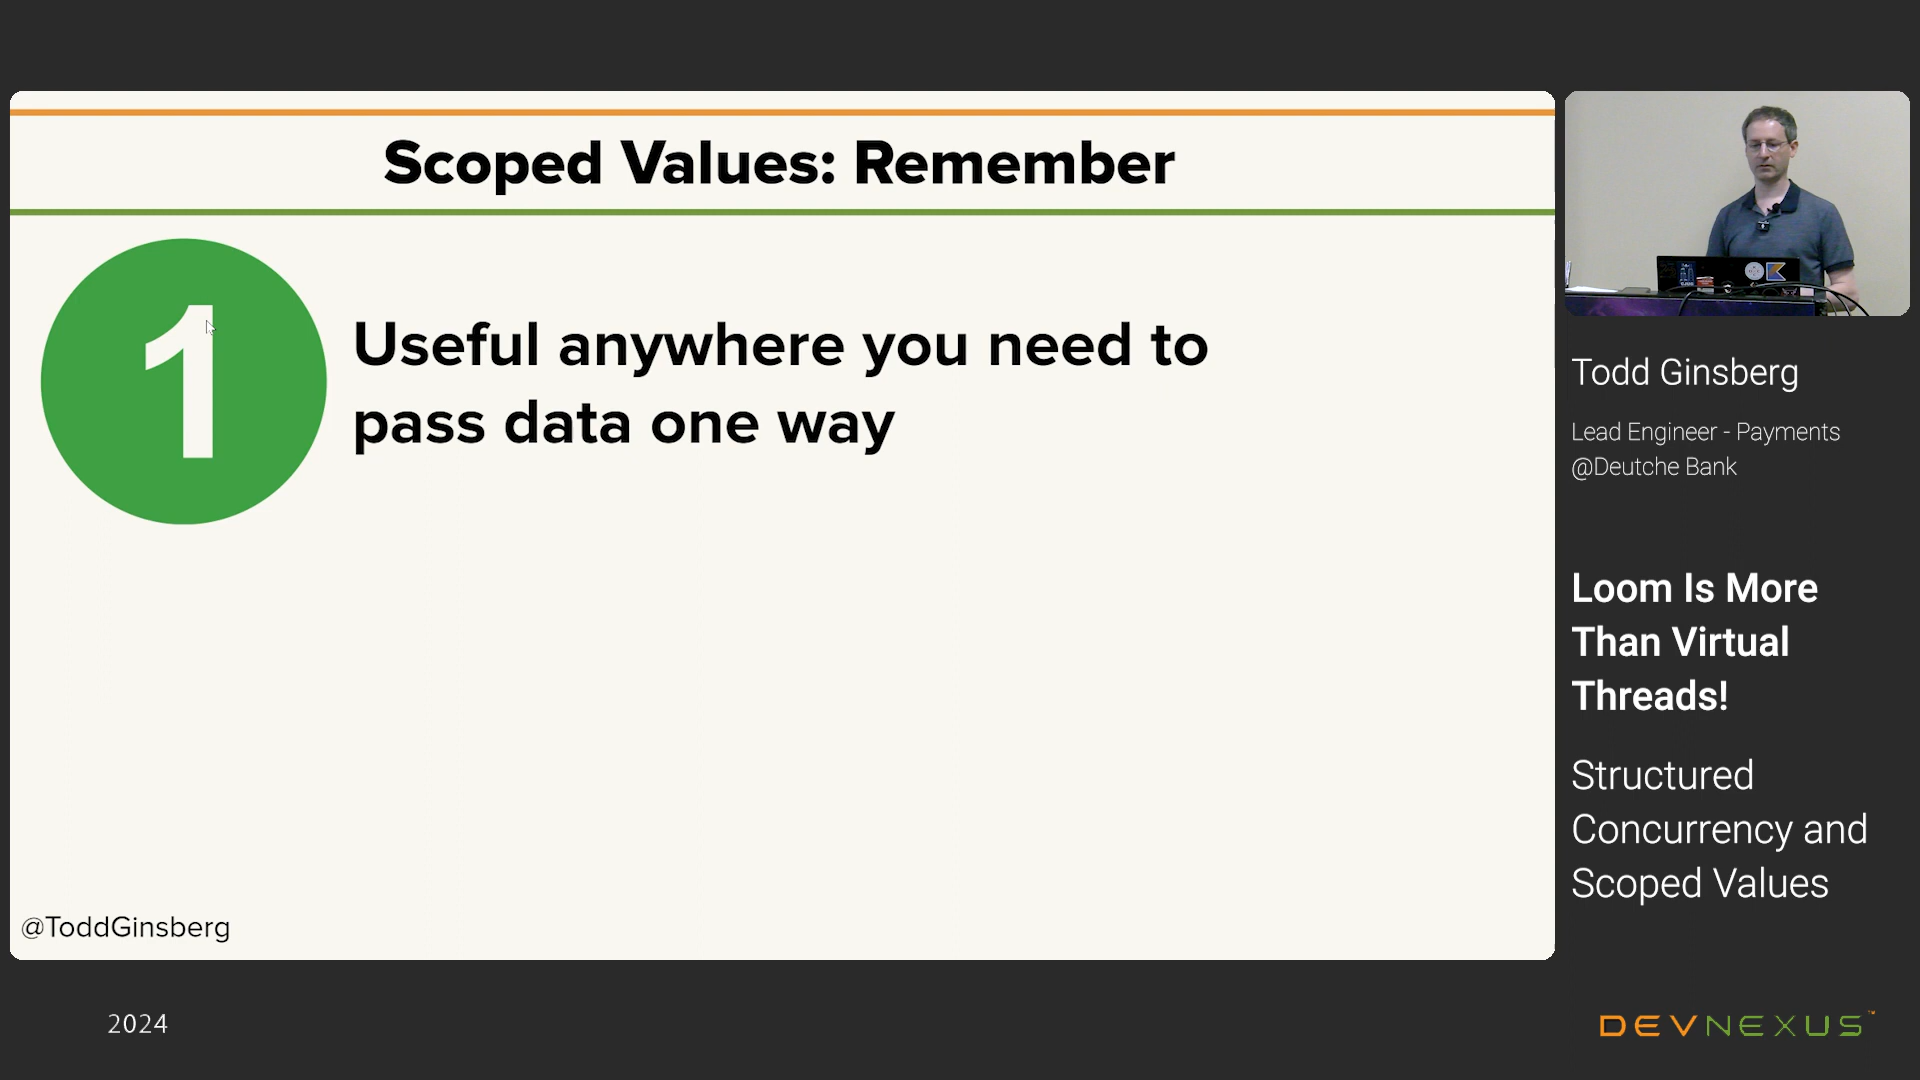 Scoped Values: Remember
1
Useful anywhere you need to
pass data one way
@ToddGinsberg
Todd Ginsberg
Lead Engineer - Payments
@Deutche Bank
Loom Is More
Than Virtual
Threads!
Structured
Concurrency and
Scoped Values
2024
DEVNEXUS™